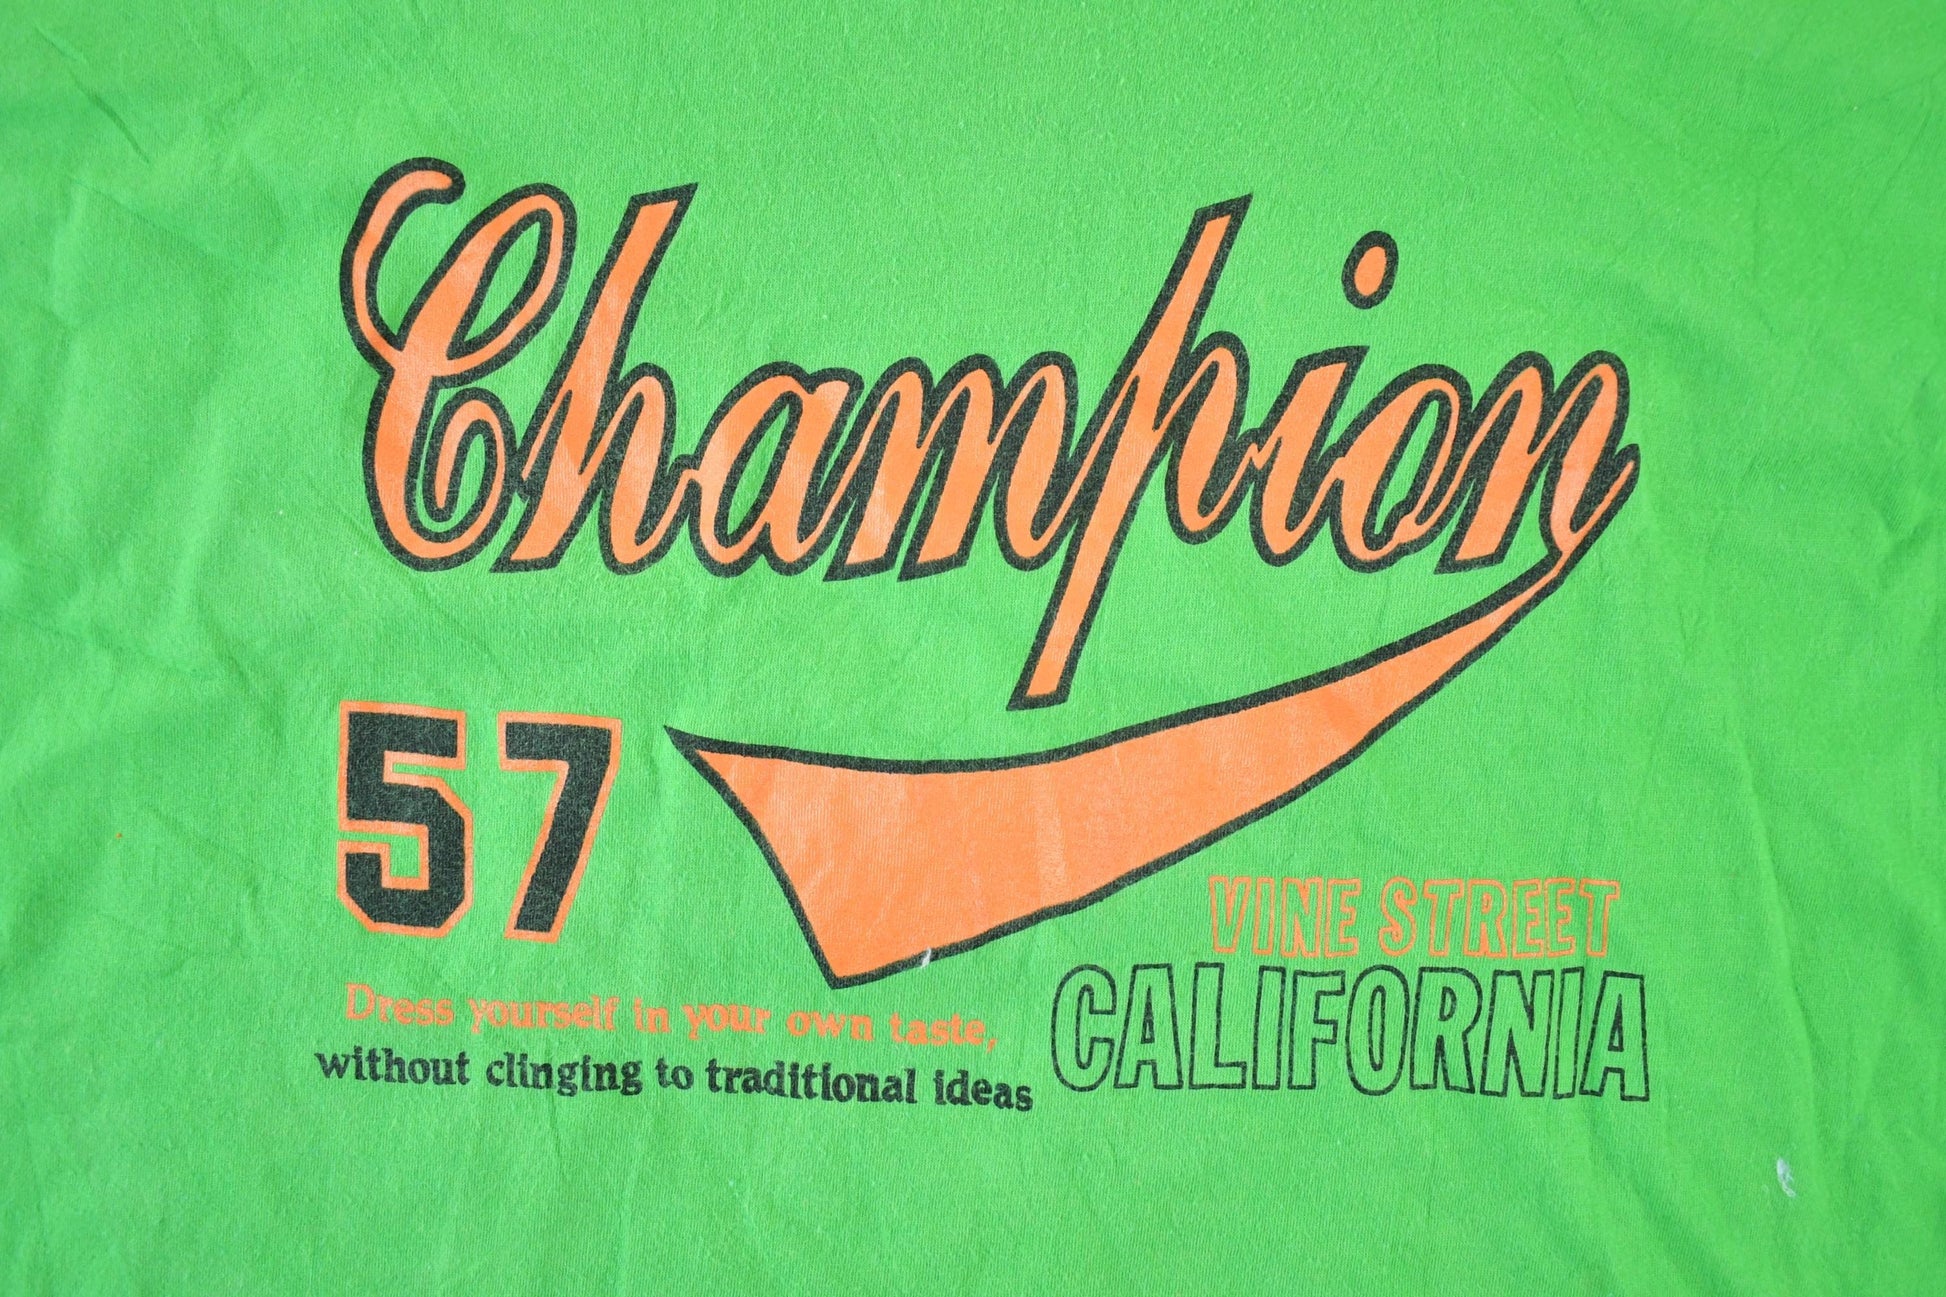 Champion
57
VINE STREET
CALIFORNIA
Dress yourself in your own taste,
without clinging to traditional ideas